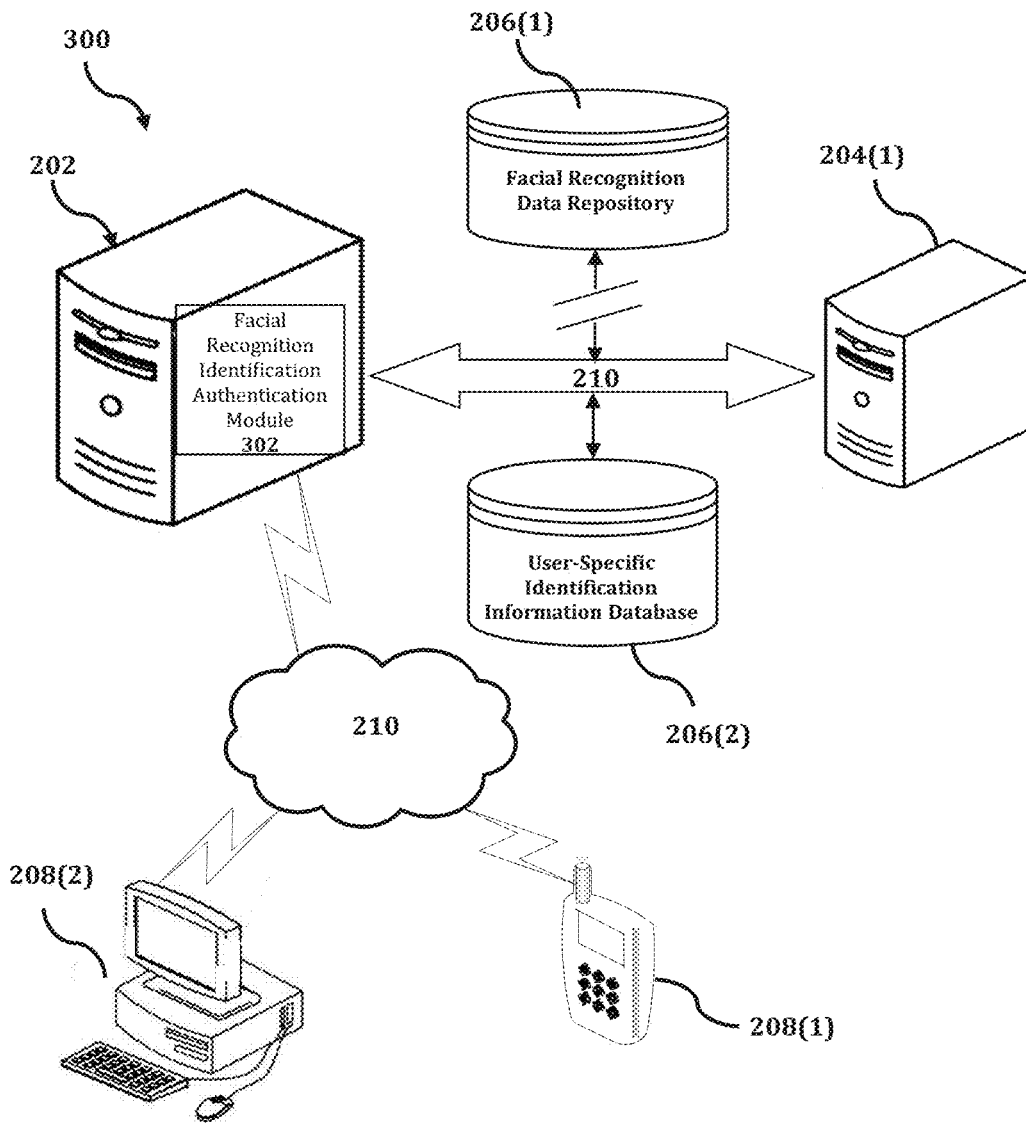 300
206(1)
202
204(1)
Facial Recognition
Data Repository
Facial
Recognition
Identification
Authentication
Module
302
210
User-Specific
Identification
Information Database
206(2)
210
208(2)
208(1)